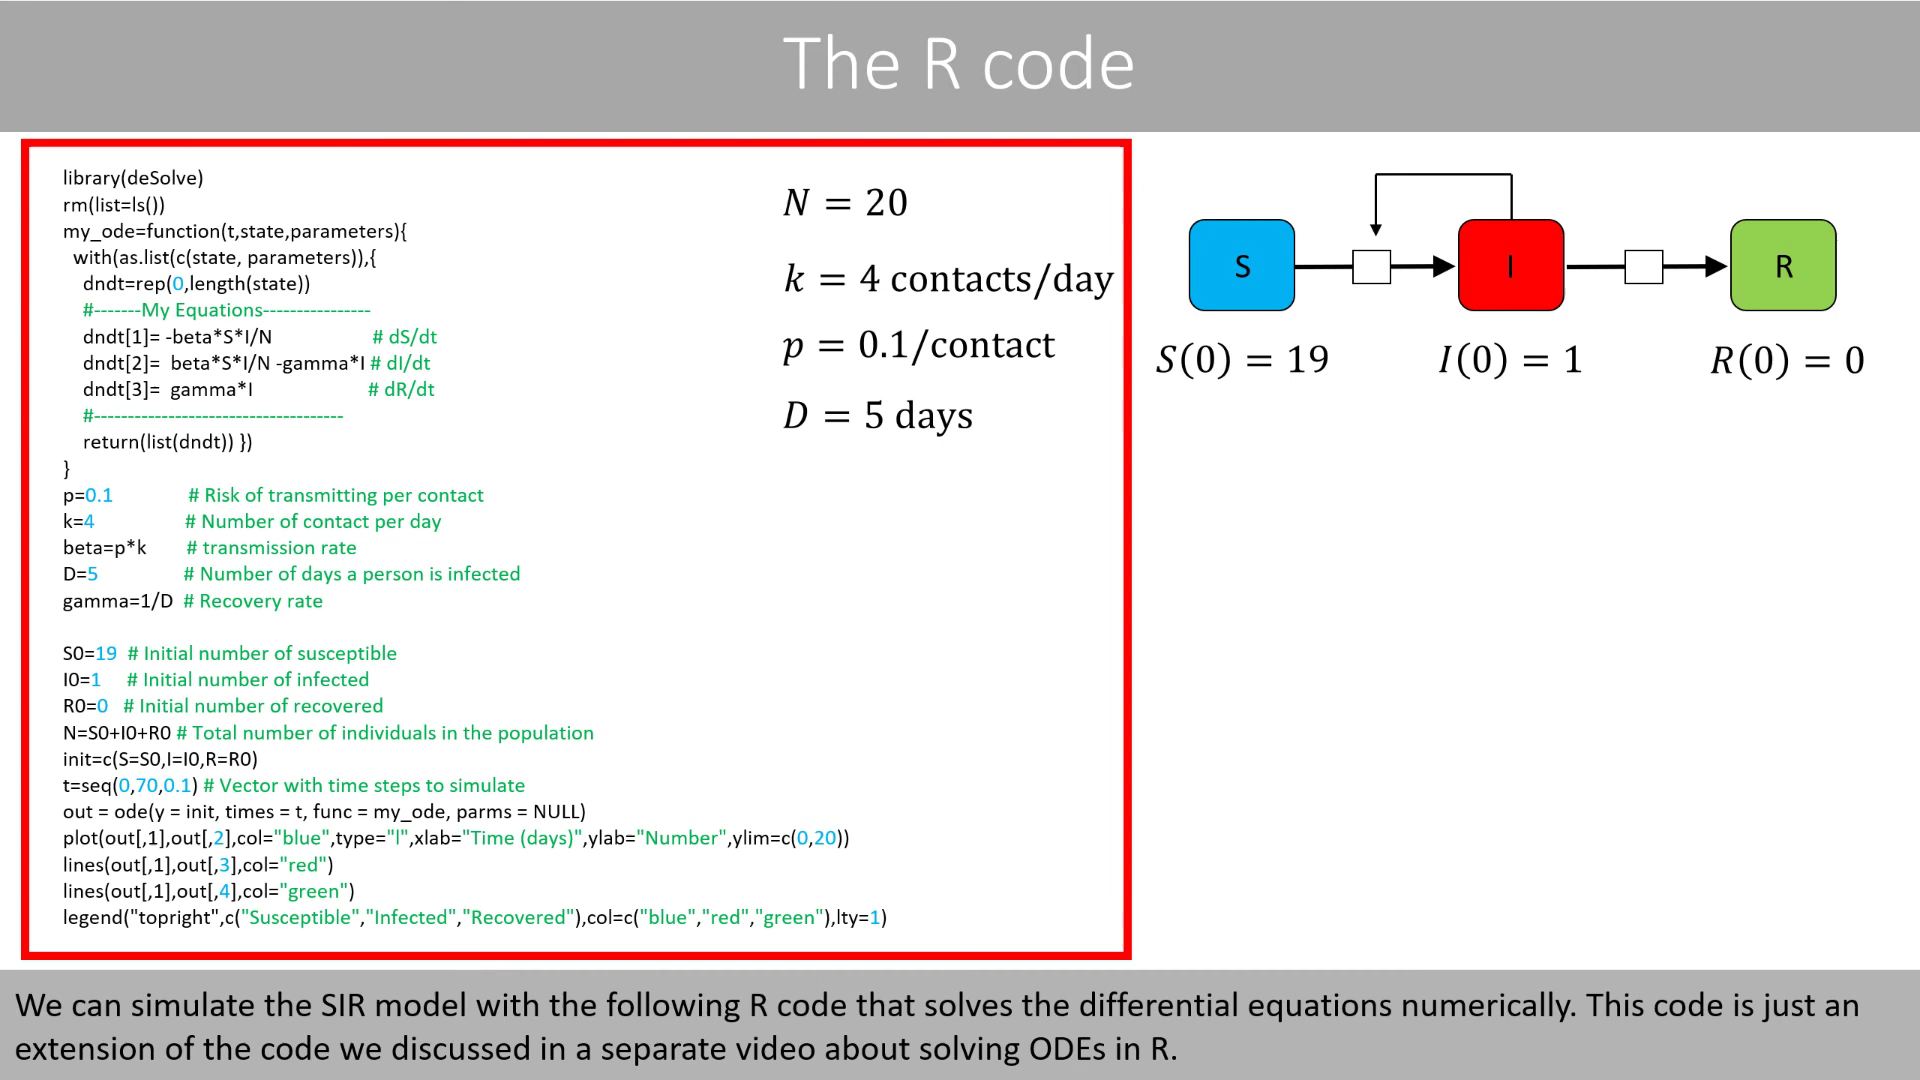 The R code
library(deSolve)
rm(list=ls())
my_ode=function(t,state,parameters){
with(as.list(c(state, parameters)),{
dndt=rep(0,length(state))
#-------My Equations----------------
dndt[1]= -beta*S*I/N # dS/dt
dndt[2]= beta*S*I/N -gamma*I # dI/dt
dndt[3]= gamma*I # dR/dt
#-------------------------------------
return(list(dndt)) })
}
p=0.1 # Risk of transmitting per contact
k=4 # Number of contact per day
beta=p*k # transmission rate
D=5 # Number of days a person is infected
gamma=1/D # Recovery rate
S0=19 # Initial number of susceptible
I0=1 # Initial number of infected
R0=0 # Initial number of recovered
N=S0+I0+R0 # Total number of individuals in the population
init=c(S=S0,I=I0,R=R0)
t=seq(0,70,0.1) # Vector with time steps to simulate
out = ode(y = init, times = t, func = my_ode, parms = NULL)
plot(out[,1],out[,2],col="blue",type="l",xlab="Time (days)",ylab="Number",ylim=c(0,20))
lines(out[,1],out[,3],col="red")
lines(out[,1],out[,4],col="green")
legend("topright",c("Susceptible","Infected","Recovered"),col=c("blue","red","green"),lty=1)
N = 20
k = 4 contacts/day
p = 0.1/contact
D = 5 days
S I R
S(0) = 19 I(0) = 1 R(0) = 0
We can simulate the SIR model with the following R code that solves the differential equations numerically. This code is just an
extension of the code we discussed in a separate video about solving ODEs in R.